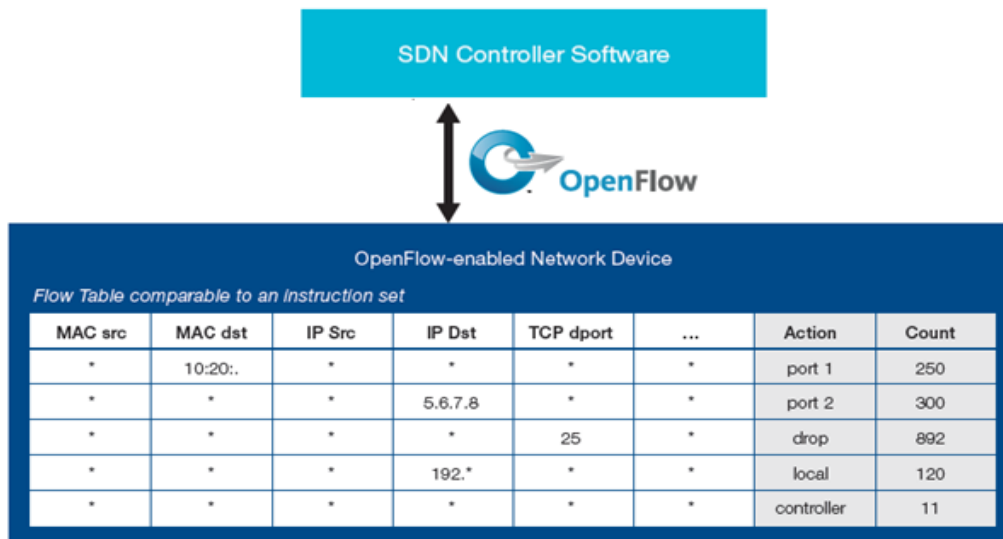 SDN Controller Software
OpenFlow
OpenFlow-enabled Network Device
Flow Table comparable to an instruction set
MAC src MAC dst IP Src IP Dst TCP dport ... Action Count
* 10:20:. * * * * port 1 250
* * * 5.6.7.8 * * port 2 300
* * * * 25 * drop 892
* * * 192.* * * local 120
* * * * * * controller 11